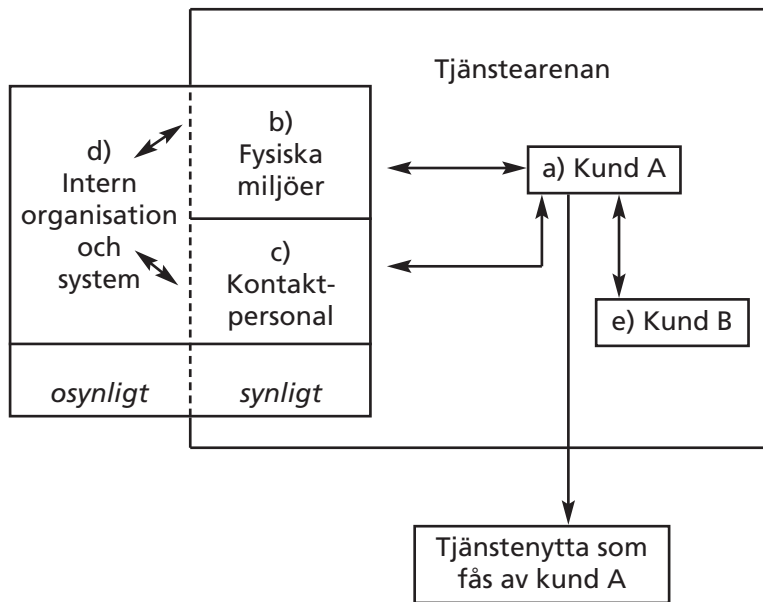 Tjänstearenan
d)
Intern
organisation
och
system
b)
Fysiska
miljöer
c)
Kontakt-
personal
a) Kund A
e) Kund B
osynligt
synligt
Tjänstenytta som
fås av kund A